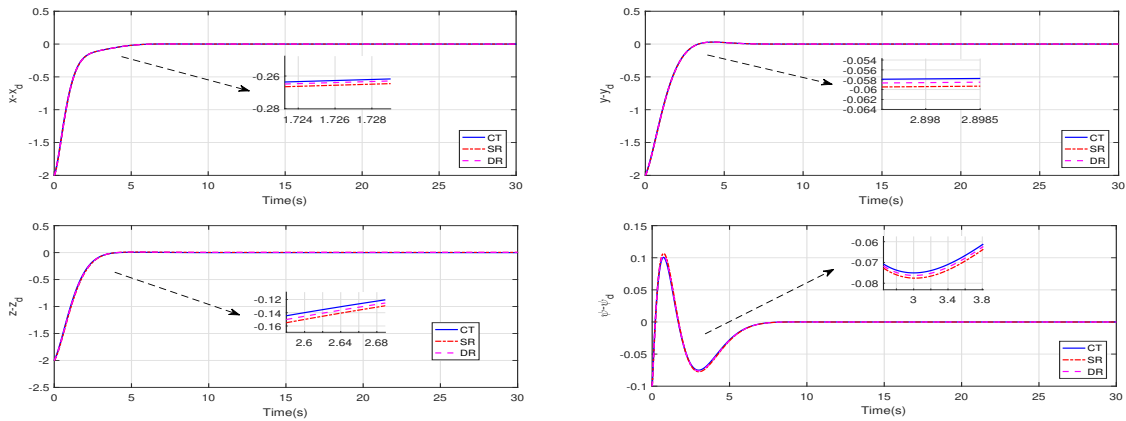 0.5
0
-0.5
-1
-1.5
-2
x-x_d
0 5 10 15 20 25 30
Time(s)
-0.26
-0.28
1.724 1.726 1.728
CT
SR
DR
0.5
0
-0.5
-1
-1.5
-2
y-y_d
0 5 10 15 20 25 30
Time(s)
-0.054
-0.056
-0.058
-0.06
-0.062
-0.064
2.898 2.8985
CT
SR
DR
0.5
0
-0.5
-1
-1.5
-2
-2.5
z-z_d
0 5 10 15 20 25 30
Time(s)
-0.12
-0.14
-0.16
2.6 2.64 2.68
CT
SR
DR
0.15
0.1
0.05
0
-0.05
-0.1
ψ-ψ_d
0 5 10 15 20 25 30
Time(s)
-0.06
-0.07
-0.08
3 3.4 3.8
CT
SR
DR